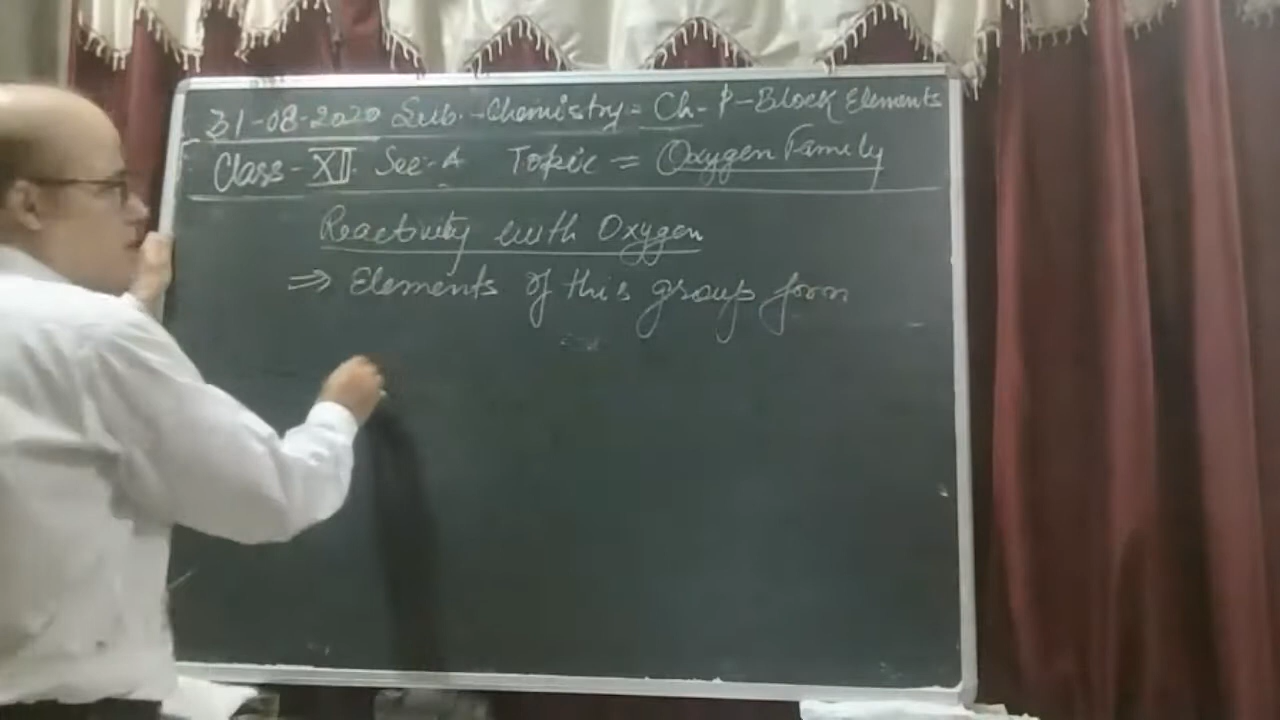 31-08-2020 Sub.-Chemistry= Ch- P-Block Elements
Class-XII. Sec-A Topic = Oxygen Family
Reactivity with Oxygen
⇒ Elements of this group form